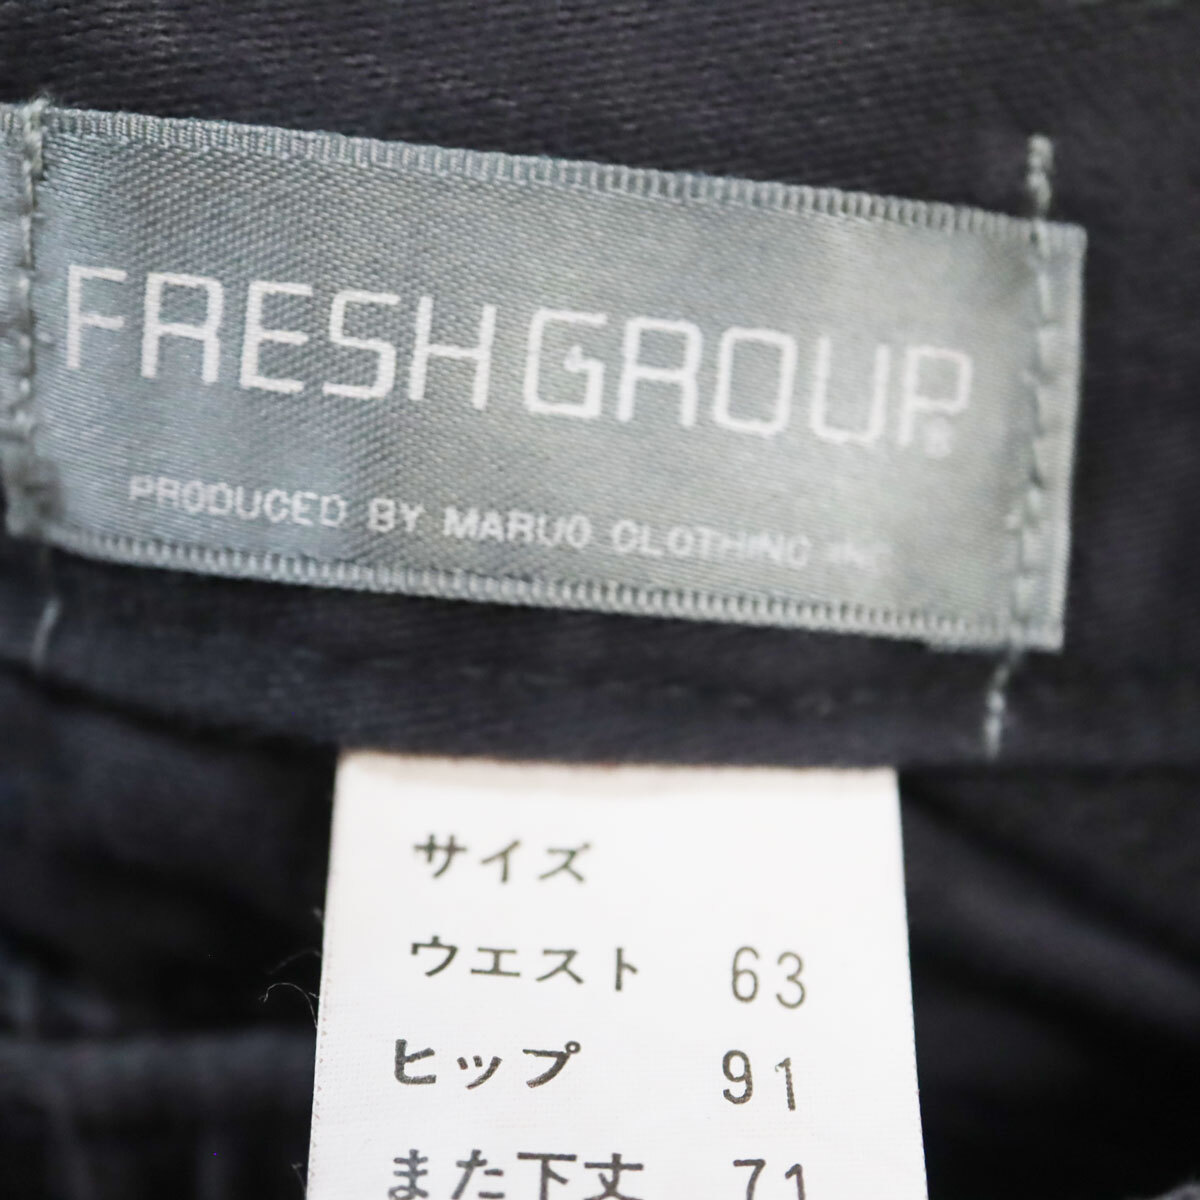 FRESH GROUP®
PRODUCED BY MARUO CLOTHING INC
サイズ
ウエスト 63
ヒップ 91
また下丈 71